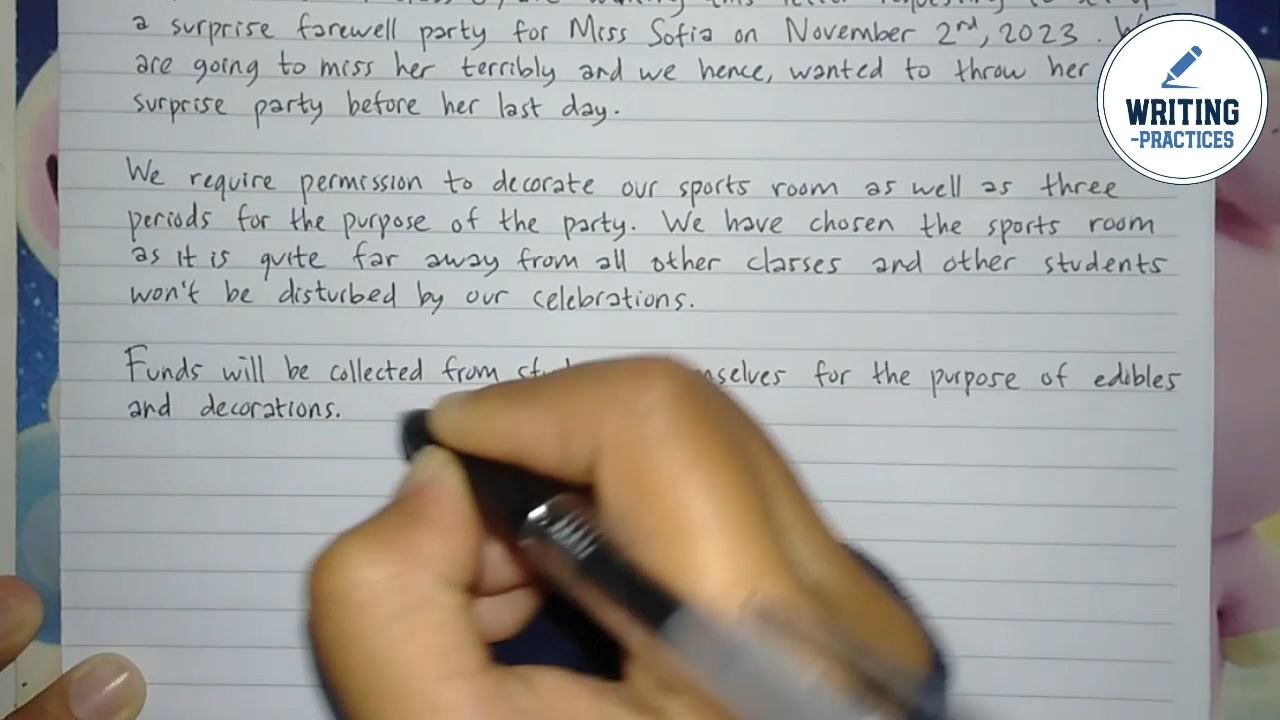 a surprise farewell party for Miss Sofia on November 2nd, 2023.
are going to miss her terribly and we hence, wanted to throw her
surprise party before her last day.
We require permission to decorate our sports room as well as three
periods for the purpose of the party. We have chosen the sports room
as it is quite far away from all other classes and other students
won't be disturbed by our celebrations.
Funds will be collected from for the purpose of edibles
and decorations.
WRITING
-PRACTICES